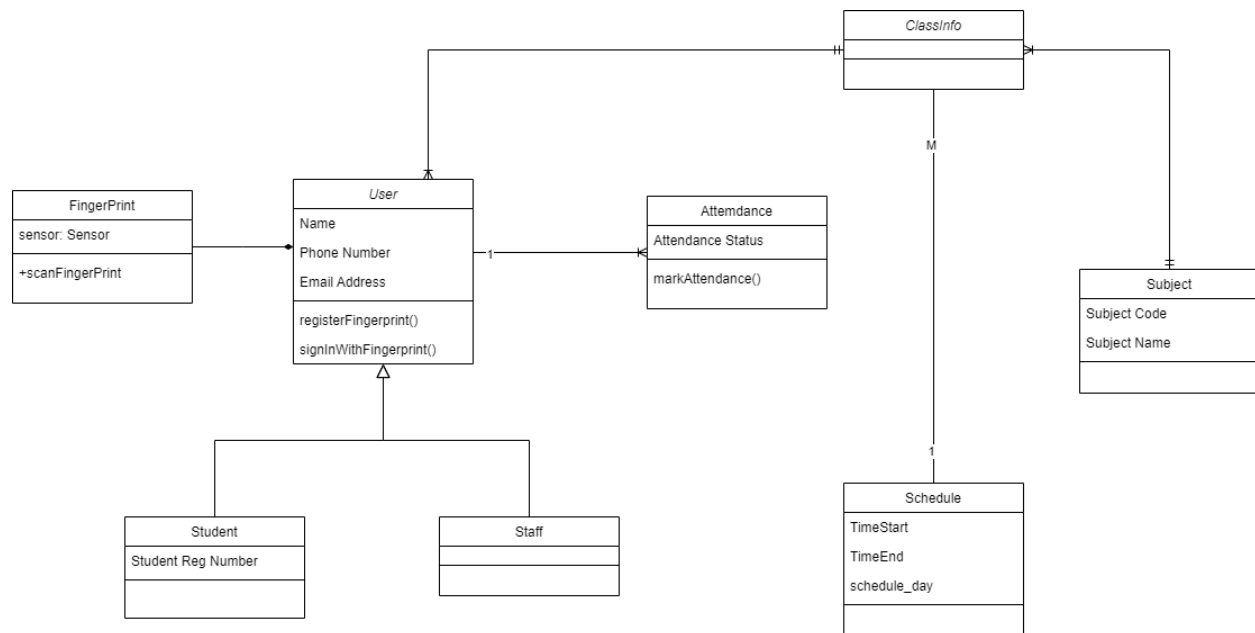 ClassInfo
M
1
FingerPrint
sensor: Sensor
+scanFingerPrint
User
Name
Phone Number
Email Address
registerFingerprint()
signInWithFingerprint()
1
Attemdance
Attendance Status
markAttendance()
Subject
Subject Code
Subject Name
Student
Student Reg Number
Staff
Schedule
TimeStart
TimeEnd
schedule_day